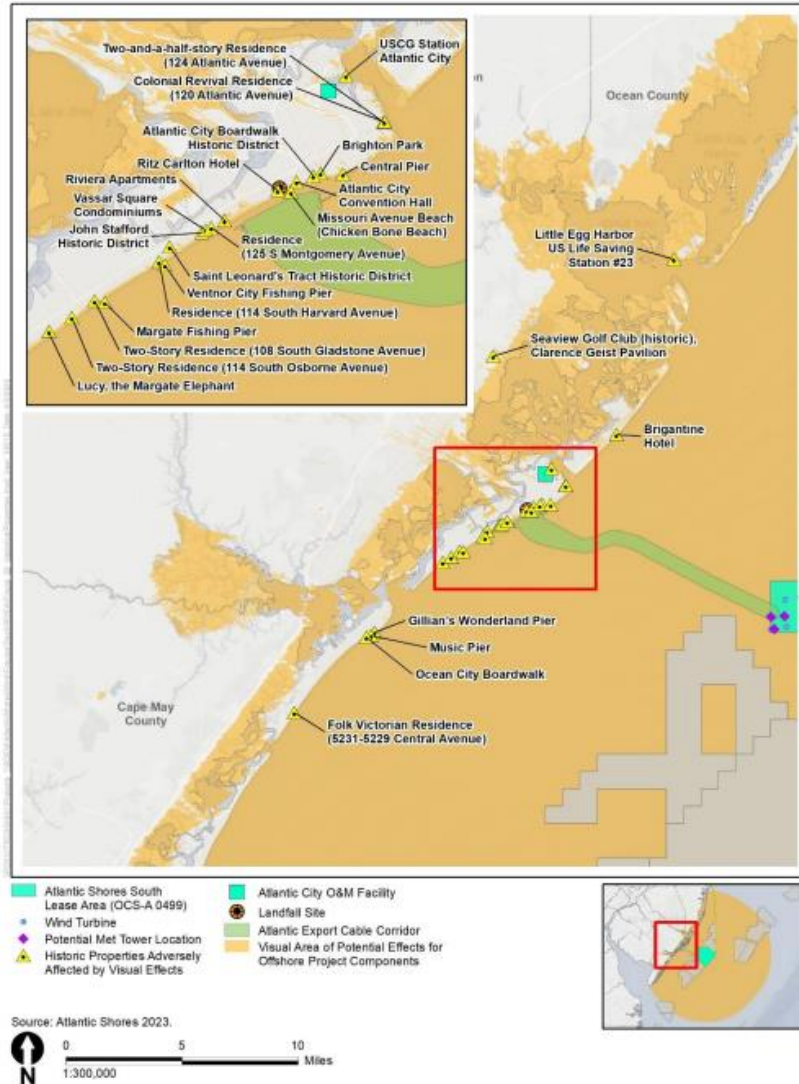 Two-and-a-half-story Residence
(124 Atlantic Avenue)
USCG Station
Atlantic City
Colonial Revival Residence
(120 Atlantic Avenue)
Atlantic City Boardwalk
Historic District
Brighton Park
Ritz Carlton Hotel
Central Pier
Riviera Apartments
Atlantic City
Convention Hall
Vassar Square
Condominiums
Missouri Avenue Beach
(Chicken Bone Beach)
John Stafford
Historic District
Residence
(125 S Montgomery Avenue)
Saint Leonard's Tract Historic District
Ventnor City Fishing Pier
Residence (114 South Harvard Avenue)
Margate Fishing Pier
Two-Story Residence (108 South Gladstone Avenue)
Two-Story Residence (114 South Osborne Avenue)
Lucy, the Margate Elephant
on
Ocean County
Little Egg Harbor
US Life Saving
Station #23
Seaview Golf Club (historic),
Clarence Geist Pavilion
Brigantine
Hotel
Gillian's Wonderland Pier
Music Pier
Ocean City Boardwalk
Cape May
County
Folk Victorian Residence
(5231-5229 Central Avenue)
Atlantic Shores South
Lease Area (OCS-A 0499)
Wind Turbine
Potential Met Tower Location
Historic Properties Adversely
Affected by Visual Effects
Atlantic City O&M Facility
Landfall Site
Atlantic Export Cable Corridor
Visual Area of Potential Effects for
Offshore Project Components
Source: Atlantic Shores 2023.
N
0 5 10
Miles
1:300,000